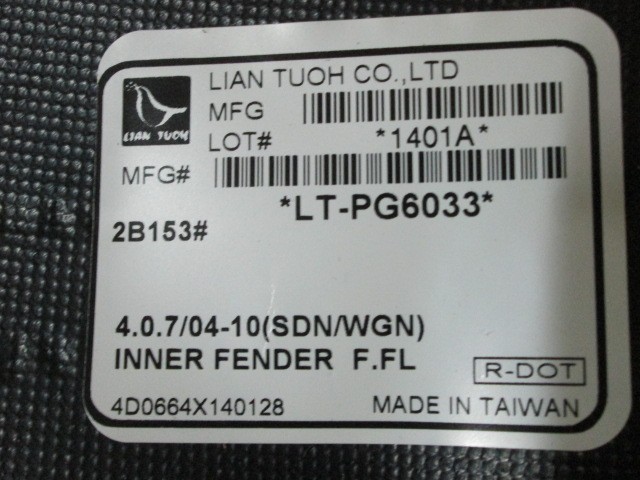 LIAN TUOH CO.,LTD
LIAN TUOH
MFG
LOT#
*1401A*
MFG#
*LT-PG6033*
2B153#
4.0.7/04-10(SDN/WGN)
INNER FENDER F.FL
R-DOT
4D0664X140128
MADE IN TAIWAN